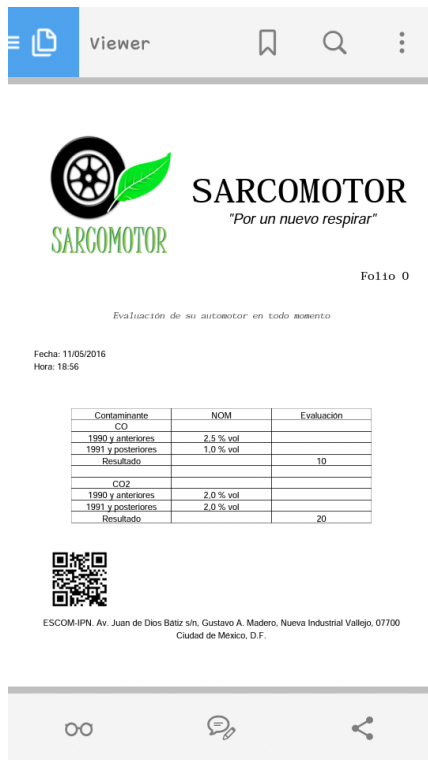 Viewer
SARCOMOTOR
SARCOMOTOR
"Por un nuevo respirar"
Folio 0
Evaluación de su automotor en todo momento
Fecha: 11/05/2016
Hora: 18:56
Contaminante NOM Evaluación
CO
1990 y anteriores 2,5 % vol
1991 y posteriores 1,0 % vol
Resultado 10
CO2
1990 y anteriores 2,0 % vol
1991 y posteriores 2,0 % vol
Resultado 20
ESCOM-IPN. Av. Juan de Dios Bátiz s/n, Gustavo A. Madero, Nueva Industrial Vallejo, 07700
Ciudad de México, D.F.